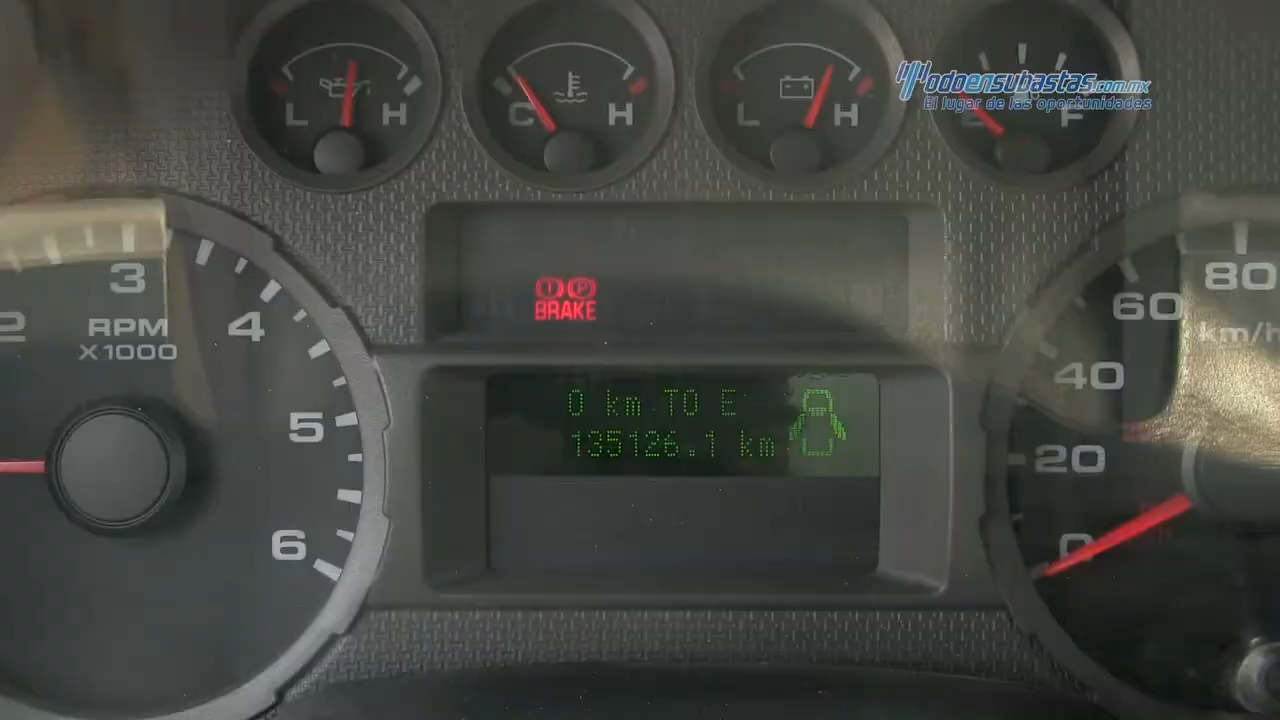 L H
C H
L H
E F
Todoensubastas.com.mx
El lugar de las oportunidades
2
3
4
5
6
RPM
X1000
BRAKE
0 km TO E
135126.1 km
0
20
40
60
80
km/h